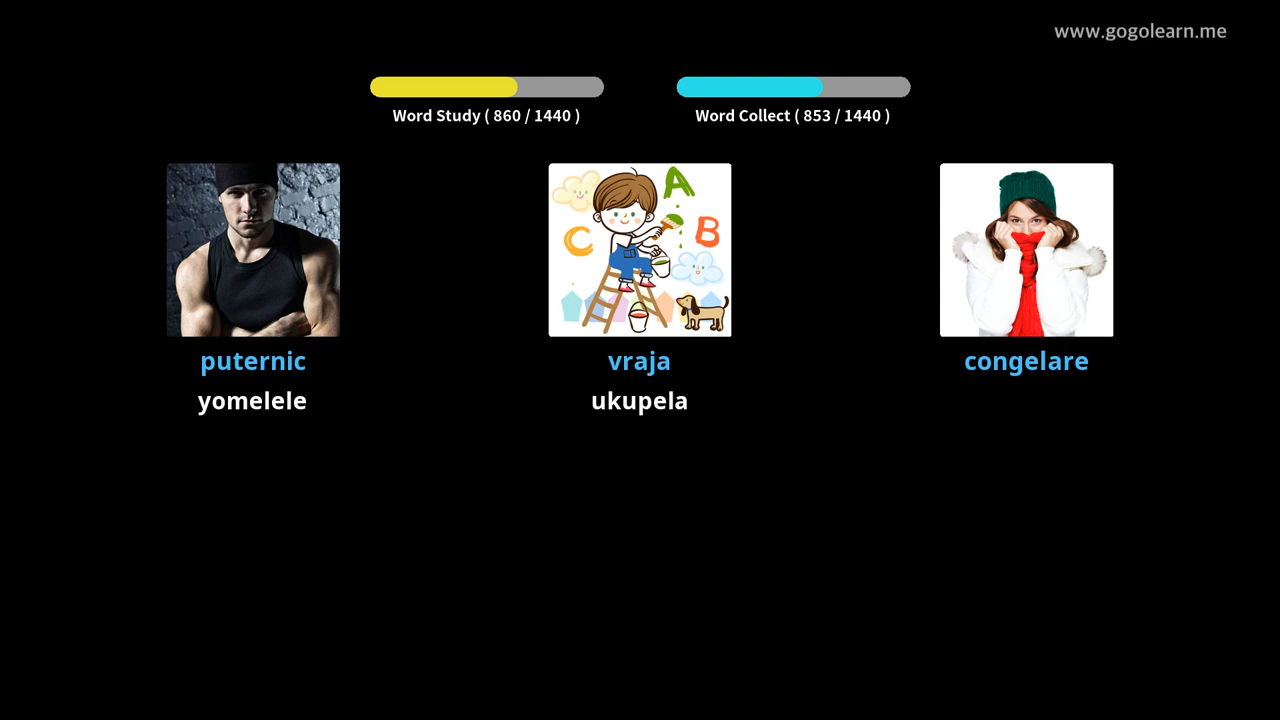 www.gogolearn.me
Word Study ( 860 / 1440 )
Word Collect ( 853 / 1440 )
A
B
C
puternic
vraja
congelare
yomelele
ukupela